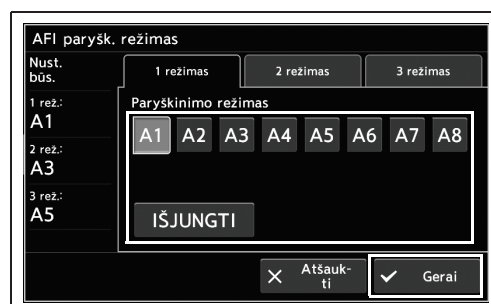 AFI paryšk. režimas
Nust.
būs.
1 rež.:
A1
2 rež.:
A3
3 rež.:
A5
1 režimas
2 režimas
3 režimas
Paryškinimo režimas
A1 A2 A3 A4 A5 A6 A7 A8
IŠJUNGTI
Atšauk-
ti
Gerai